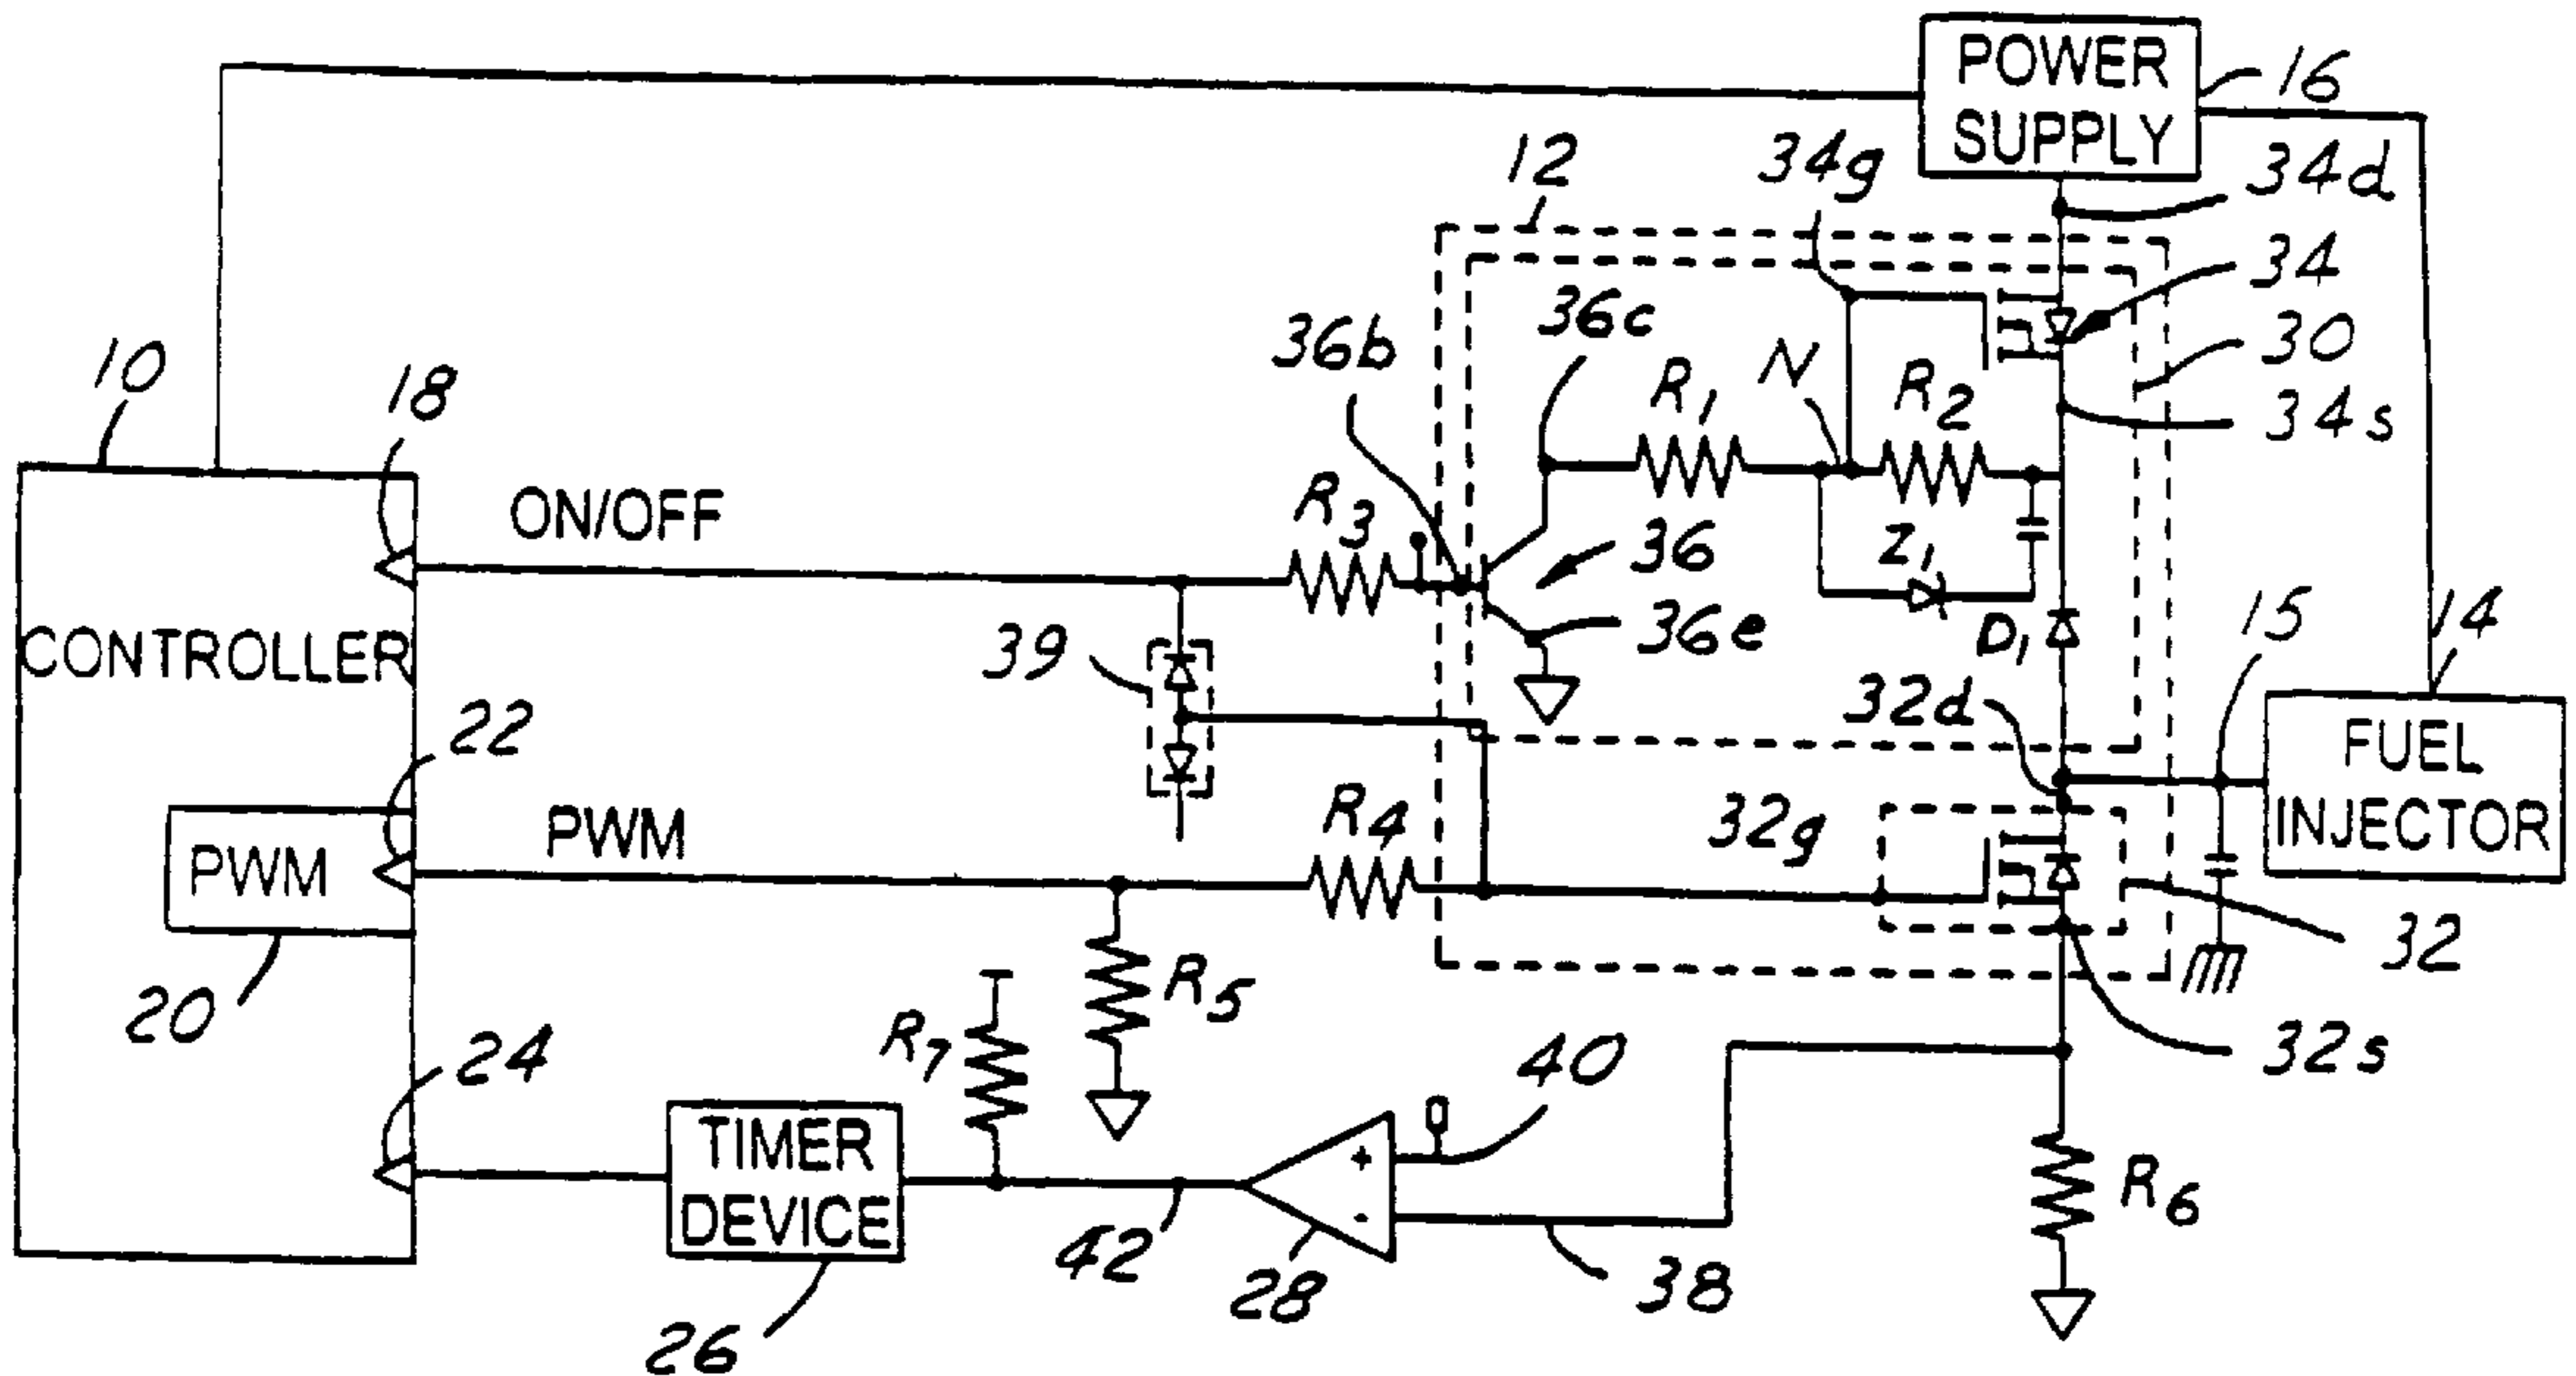 POWER
SUPPLY
16
12
34g
34d
34
36c
36b
N
30
10
18
R1
R2
34s
ON/OFF
R3
Z1
36
CONTROLLER
39
36e
D1
15
14
22
32d
FUEL
INJECTOR
PWM
R4
32g
PWM
20
R5
32
R7
24
40
32s
TIMER
DEVICE
+
-
42
28
38
R6
26